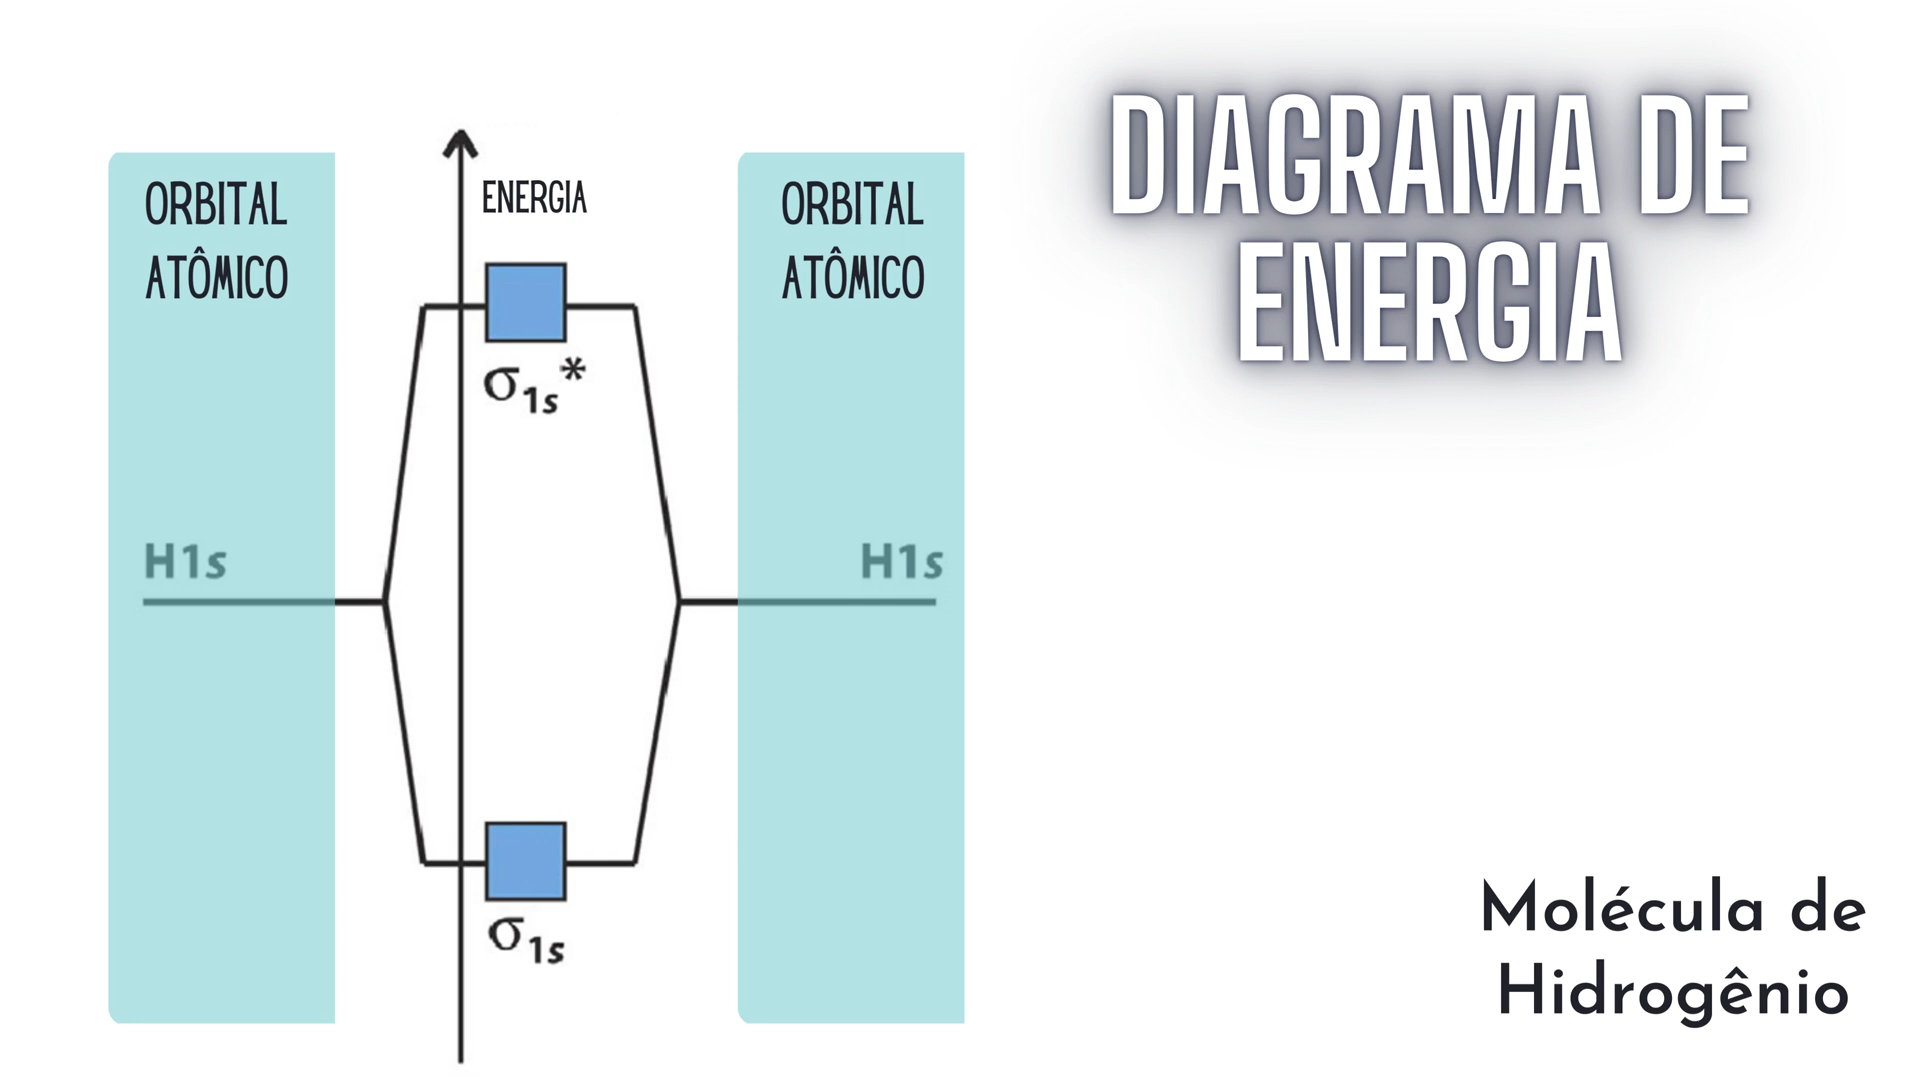 DIAGRAMA DE
ENERGIA
ORBITAL
ATÔMICO
ENERGIA
ORBITAL
ATÔMICO
σ1s*
H1s
H1s
σ1s
Molécula de
Hidrogênio